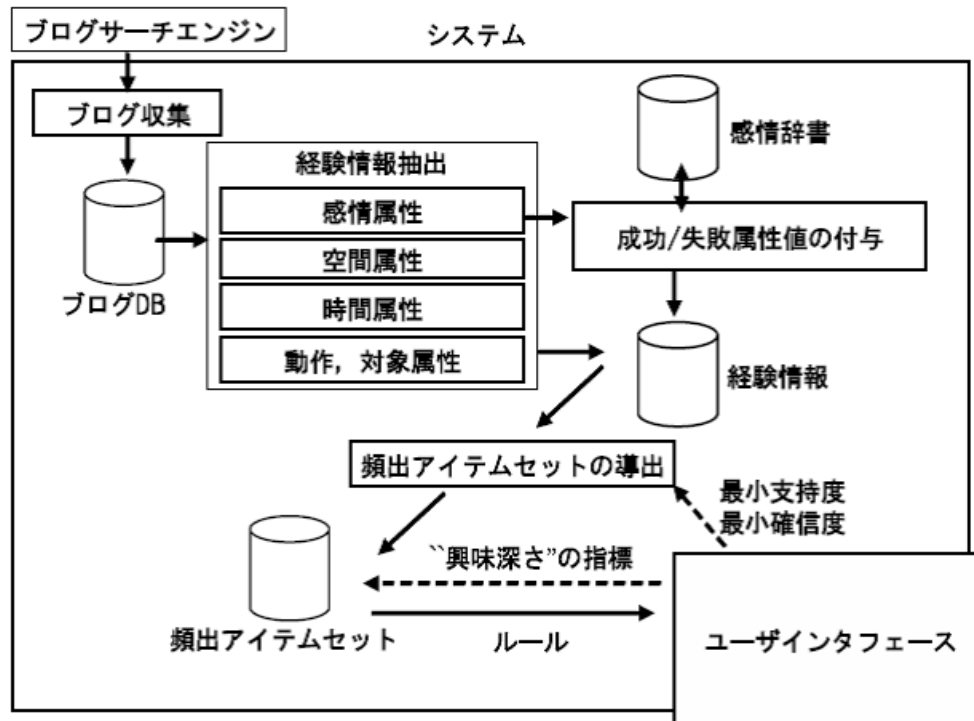 ブログサーチエンジン
システム
ブログ収集
ブログDB
経験情報抽出
感情属性
空間属性
時間属性
動作，対象属性
感情辞書
成功/失敗属性値の付与
経験情報
頻出アイテムセットの導出
最小支持度
最小確信度
``興味深さ”の指標
頻出アイテムセット
ルール
ユーザインタフェース